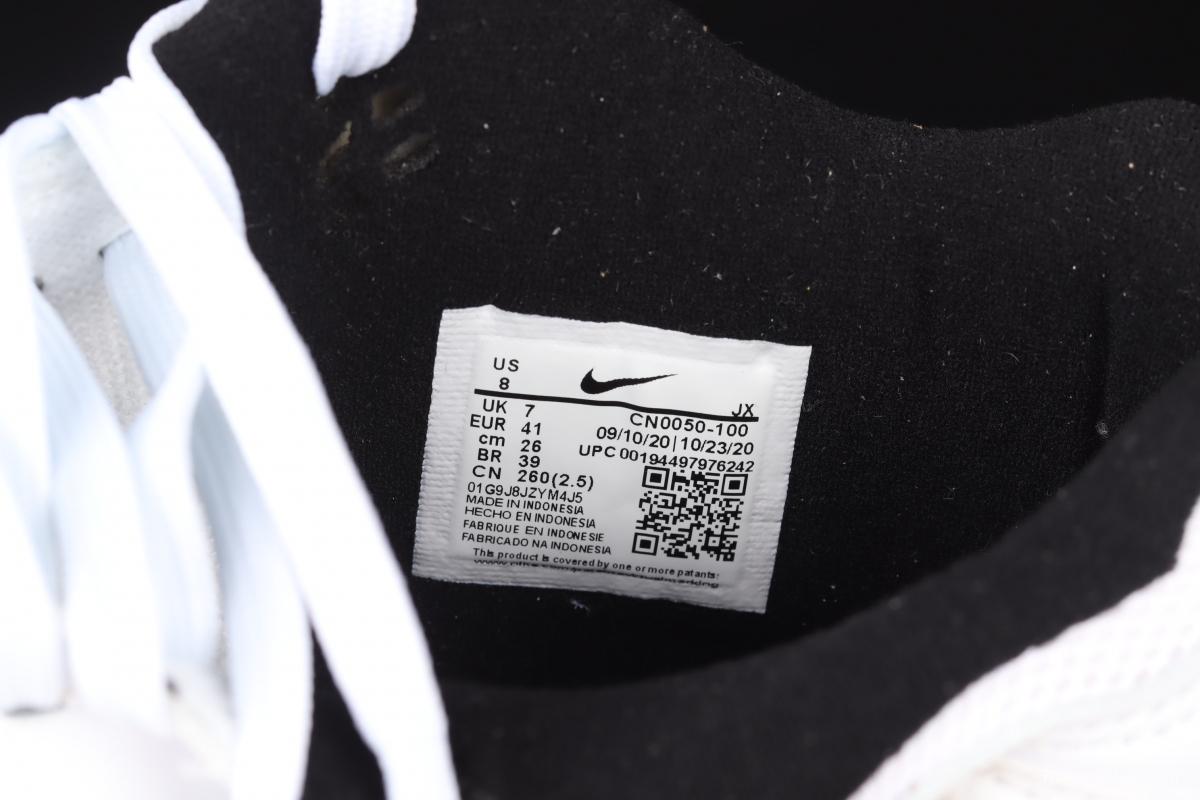 US
8
JX
UK 7
EUR 41
cm 26
BR 39
CN 260(2.5)
CN0050-100
09/10/20|10/23/20
UPC 00194497976242
01G9J8JZYM4J5
MADE IN INDONESIA
HECHO EN INDONESIA
FABRIQUE EN INDONESIE
FABRICADO NA INDONESIA
This product is covered by one or more patants: